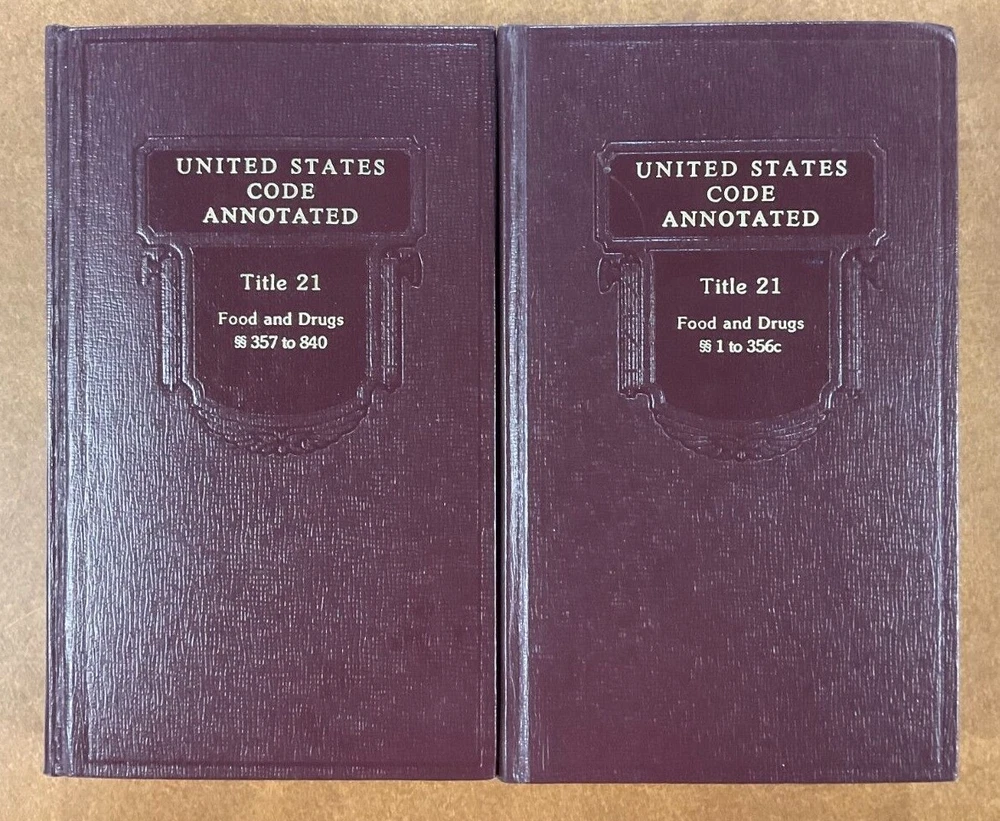 UNITED STATES
CODE
ANNOTATED
Title 21
Food and Drugs
§§ 357 to 840
UNITED STATES
CODE
ANNOTATED
Title 21
Food and Drugs
§§ 1 to 356c